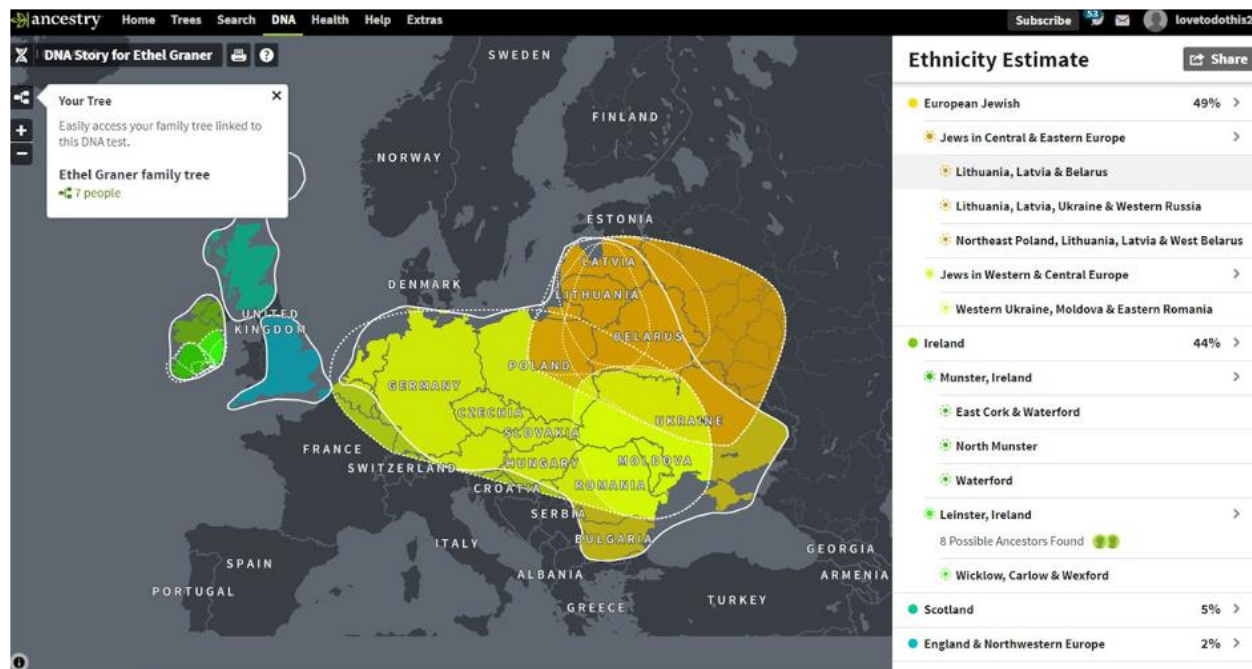 ancestry Home Trees Search DNA Health Help Extras Subscribe 53 lovetodothis2
DNA Story for Ethel Graner ?
Your Tree ×
Easily access your family tree linked to
this DNA test.
Ethel Graner family tree
7 people
+
−
SWEDEN
FINLAND
NORWAY
ESTONIA
LATVIA
DENMARK
LITHUANIA
UNITED
KINGDOM
BELARUS
POLAND
GERMANY
CZECHIA
UKRAINE
SLOVAKIA
FRANCE
SWITZERLAND
HUNGARY
MOLDOVA
CROATIA
ROMANIA
SERBIA
ITALY
BULGARIA
GEORGIA
SPAIN
ALBANIA
ARMENIA
PORTUGAL
GREECE
TURKEY
Ethnicity Estimate Share
European Jewish 49%
Jews in Central & Eastern Europe
Lithuania, Latvia & Belarus
Lithuania, Latvia, Ukraine & Western Russia
Northeast Poland, Lithuania, Latvia & West Belarus
Jews in Western & Central Europe
Western Ukraine, Moldova & Eastern Romania
Ireland 44%
Munster, Ireland
East Cork & Waterford
North Munster
Waterford
Leinster, Ireland
8 Possible Ancestors Found
Wicklow, Carlow & Wexford
Scotland 5%
England & Northwestern Europe 2%